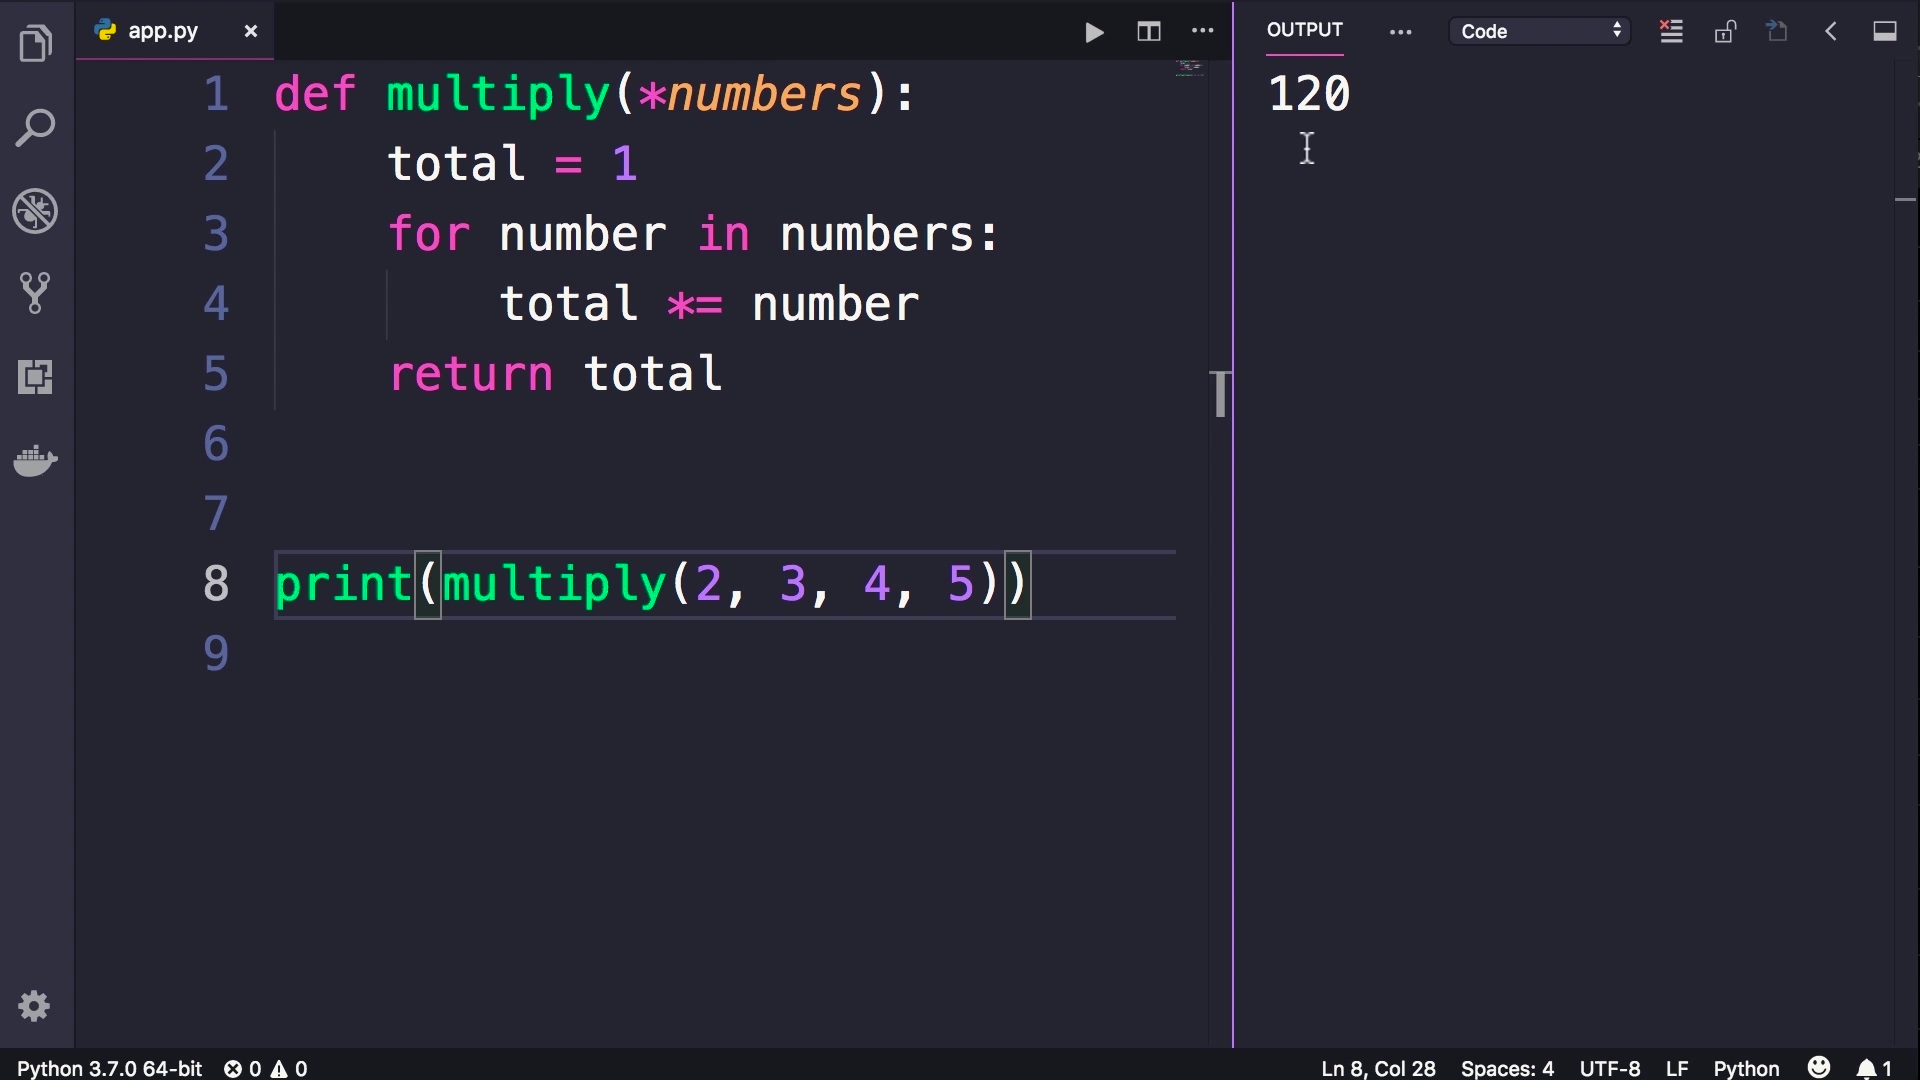 app.py
OUTPUT
Code
1 def multiply(*numbers):
2     total = 1
3     for number in numbers:
4         total *= number
5     return total
6
7
8 print(multiply(2, 3, 4, 5))
9
120
Python 3.7.0 64-bit 0 0
Ln 8, Col 28 Spaces: 4 UTF-8 LF Python 1